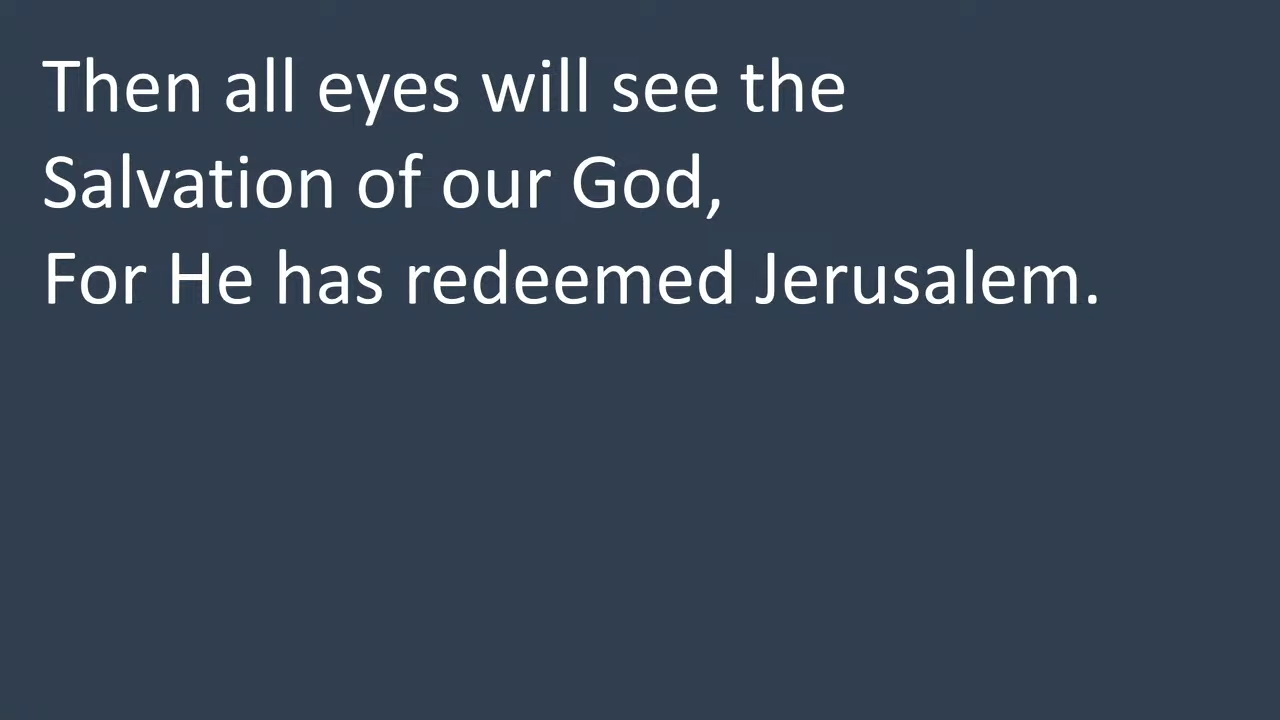 Then all eyes will see the
Salvation of our God,
For He has redeemed Jerusalem.